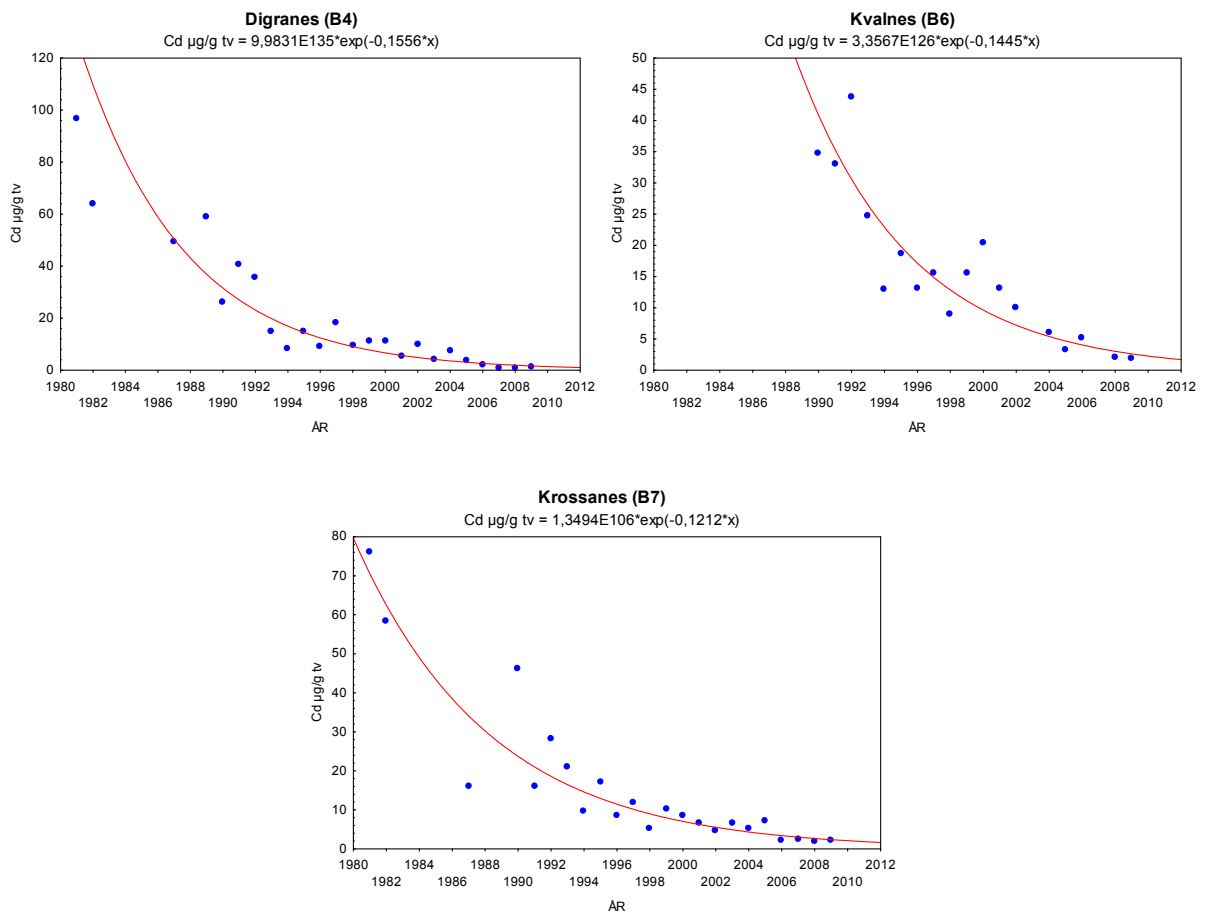 Digranes (B4)
Cd µg/g tv = 9,9831E135*exp(-0,1556*x)
120
100
80
60
40
20
0
Cd µg/g tv
1980 1984 1988 1992 1996 2000 2004 2008 2012
1982 1986 1990 1994 1998 2002 2006 2010
ÅR
Kvalnes (B6)
Cd µg/g tv = 3,3567E126*exp(-0,1445*x)
50
45
40
35
30
25
20
15
10
5
0
Cd µg/g tv
1980 1984 1988 1992 1996 2000 2004 2008 2012
1982 1986 1990 1994 1998 2002 2006 2010
ÅR
Krossanes (B7)
Cd µg/g tv = 1,3494E106*exp(-0,1212*x)
80
70
60
50
40
30
20
10
0
Cd µg/g tv
1980 1984 1988 1992 1996 2000 2004 2008 2012
1982 1986 1990 1994 1998 2002 2006 2010
ÅR